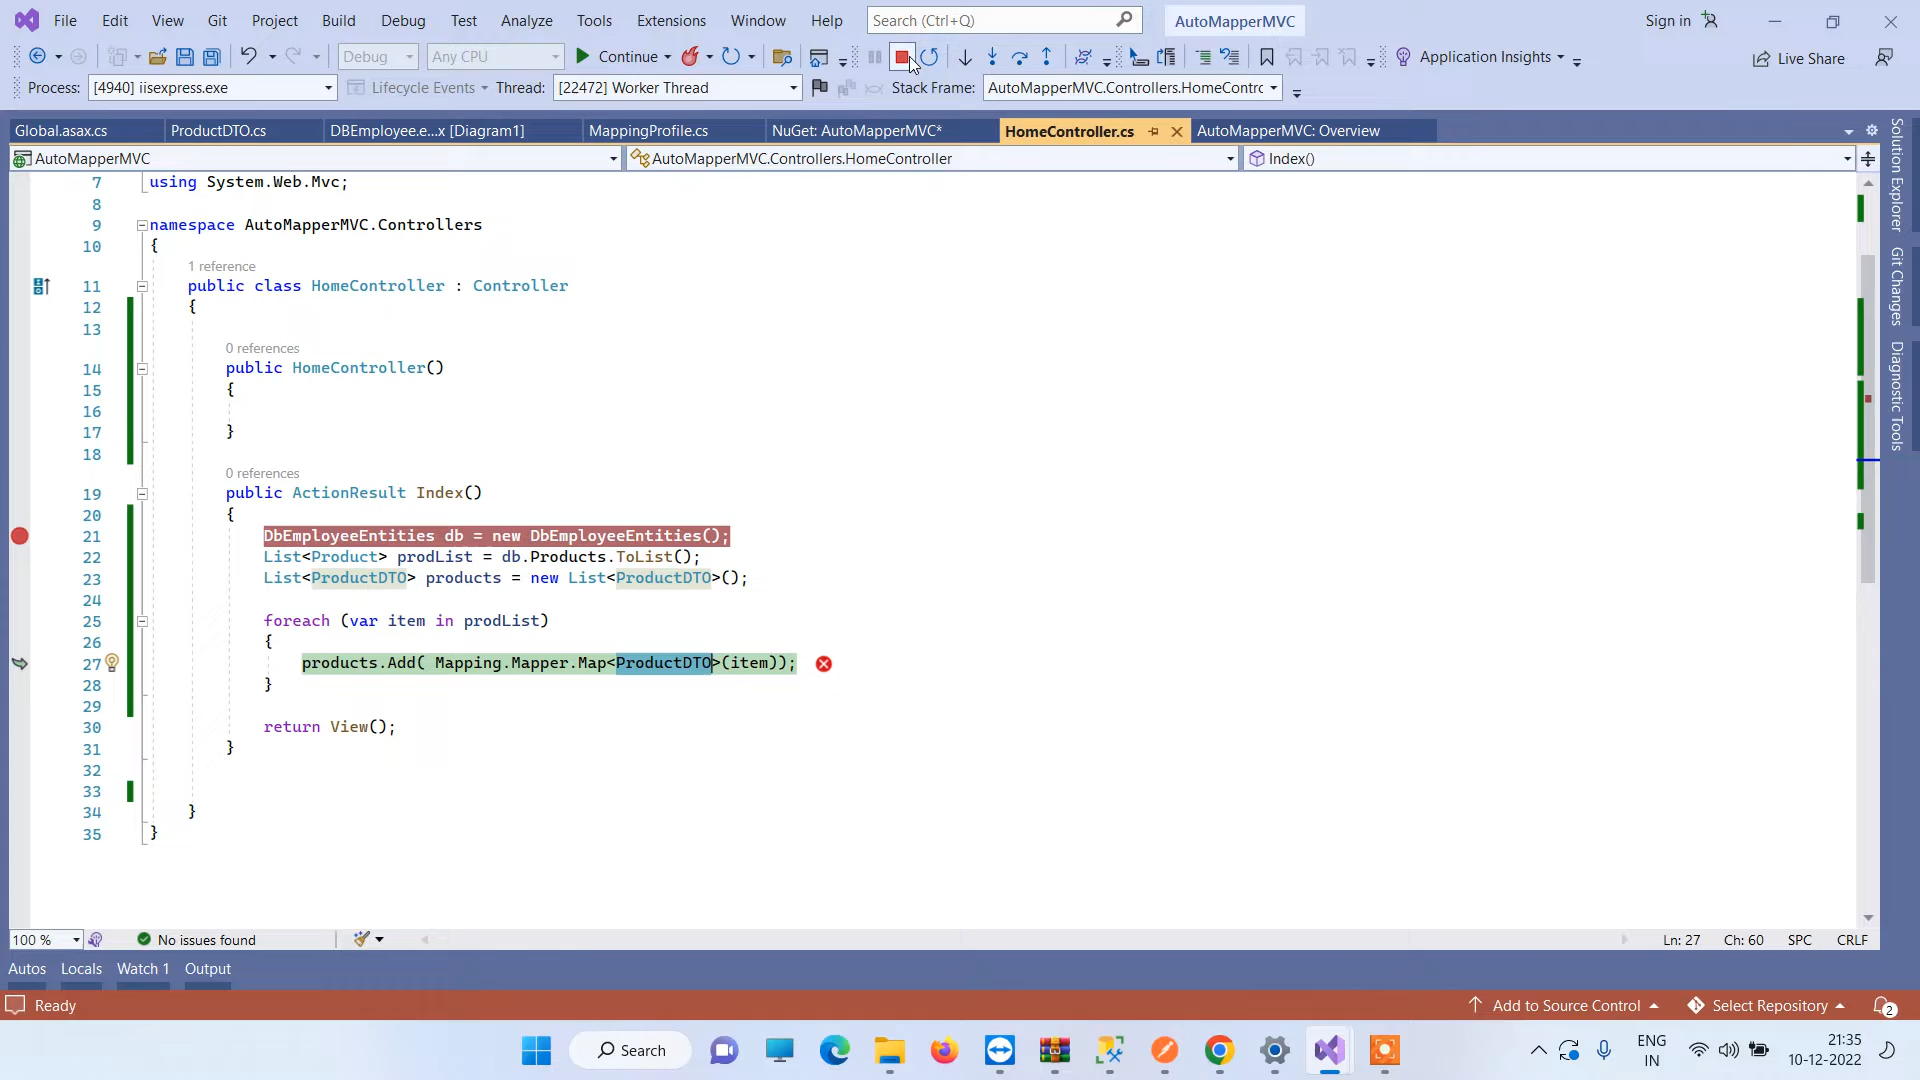 File Edit View Git Project Build Debug Test Analyze Tools Extensions Window Help Search (Ctrl+Q) AutoMapperMVC Sign in
Debug Any CPU Continue Application Insights Live Share
Process: [4940] iisexpress.exe Lifecycle Events Thread: [22472] Worker Thread Stack Frame: AutoMapperMVC.Controllers.HomeContro
Global.asax.cs ProductDTO.cs DBEmployee.e...x [Diagram1] MappingProfile.cs NuGet: AutoMapperMVC* HomeController.cs AutoMapperMVC: Overview
AutoMapperMVC AutoMapperMVC.Controllers.HomeController Index()
7 using System.Web.Mvc;
8
9 namespace AutoMapperMVC.Controllers
10 {
1 reference
11 public class HomeController : Controller
12 {
13
0 references
14 public HomeController()
15 {
16
17 }
18
0 references
19 public ActionResult Index()
20 {
21 DbEmployeeEntities db = new DbEmployeeEntities();
22 List<Product> prodList = db.Products.ToList();
23 List<ProductDTO> products = new List<ProductDTO>();
24
25 foreach (var item in prodList)
26 {
27 products.Add( Mapping.Mapper.Map<ProductDTO>(item));
28 }
29
30 return View();
31 }
32
33
34 }
35 }
Solution Explorer
Git Changes
Diagnostic Tools
100 % No issues found Ln: 27 Ch: 60 SPC CRLF
Autos Locals Watch 1 Output
Ready Add to Source Control Select Repository 2
Search ENG 21:35
IN 10-12-2022